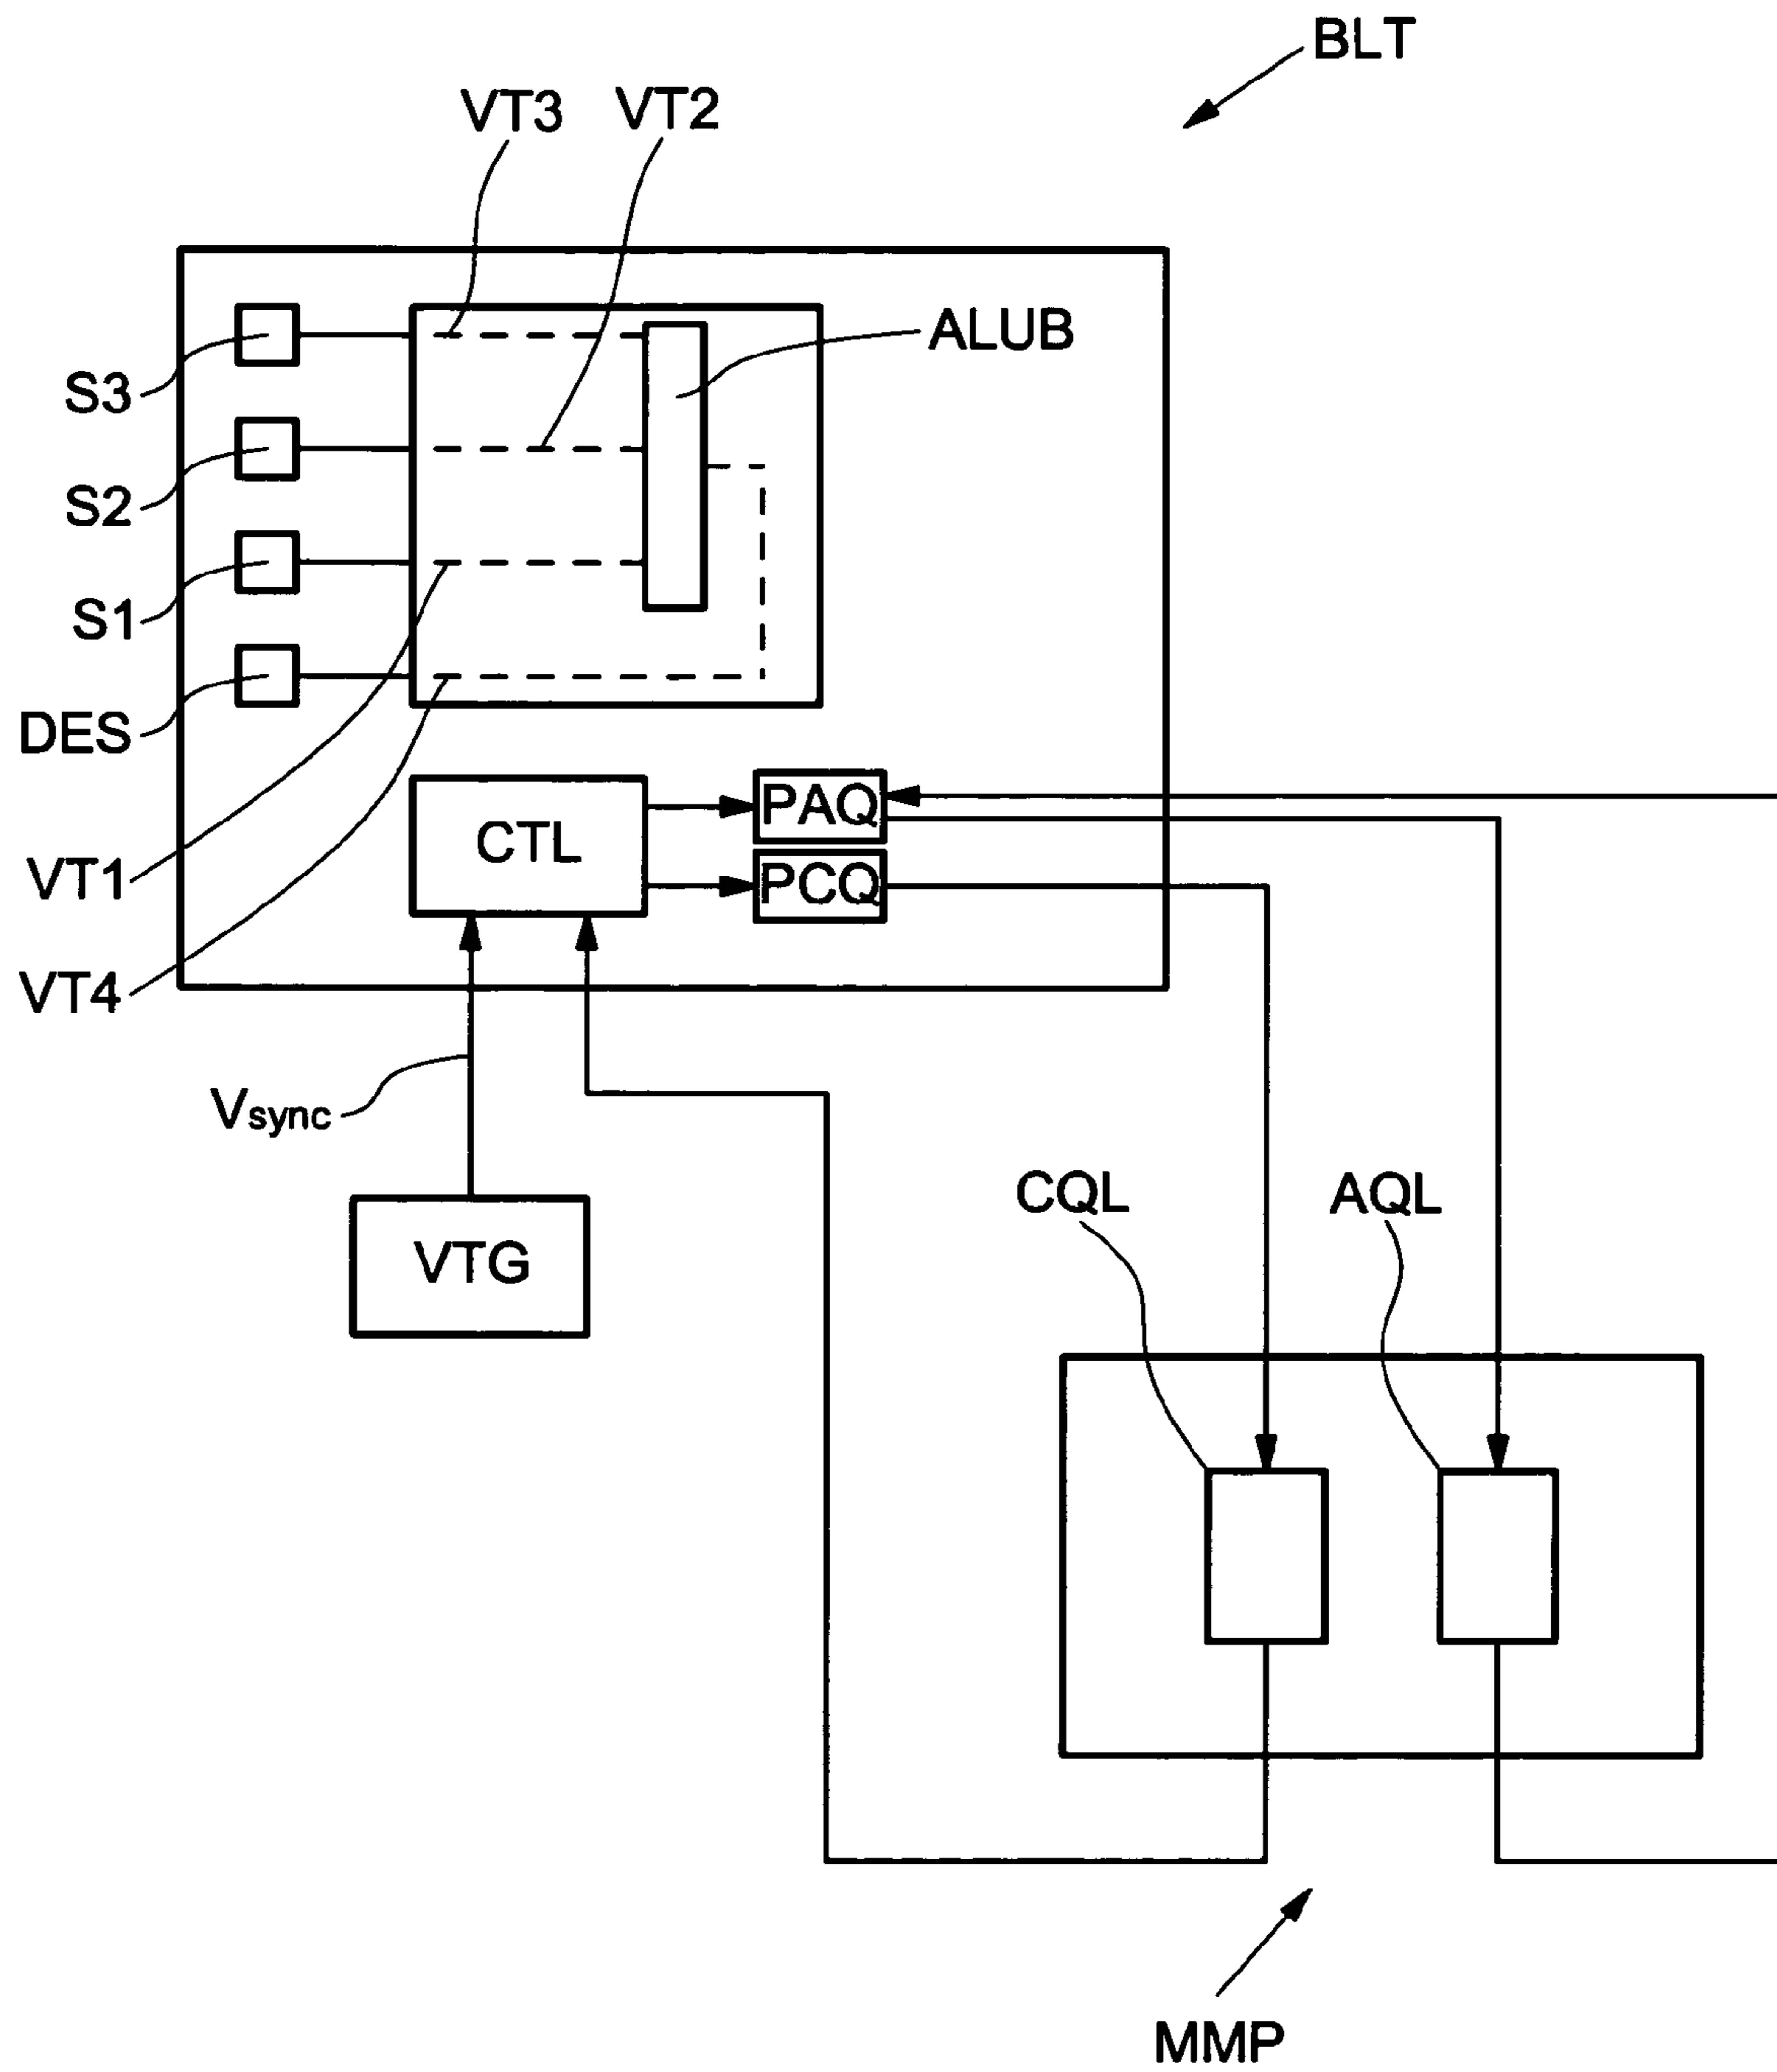 BLT
VT3
VT2
ALUB
S3
S2
S1
DES
PAQ
CTL
VT1
PCQ
VT4
Vsync
CQL
AQL
VTG
MMP